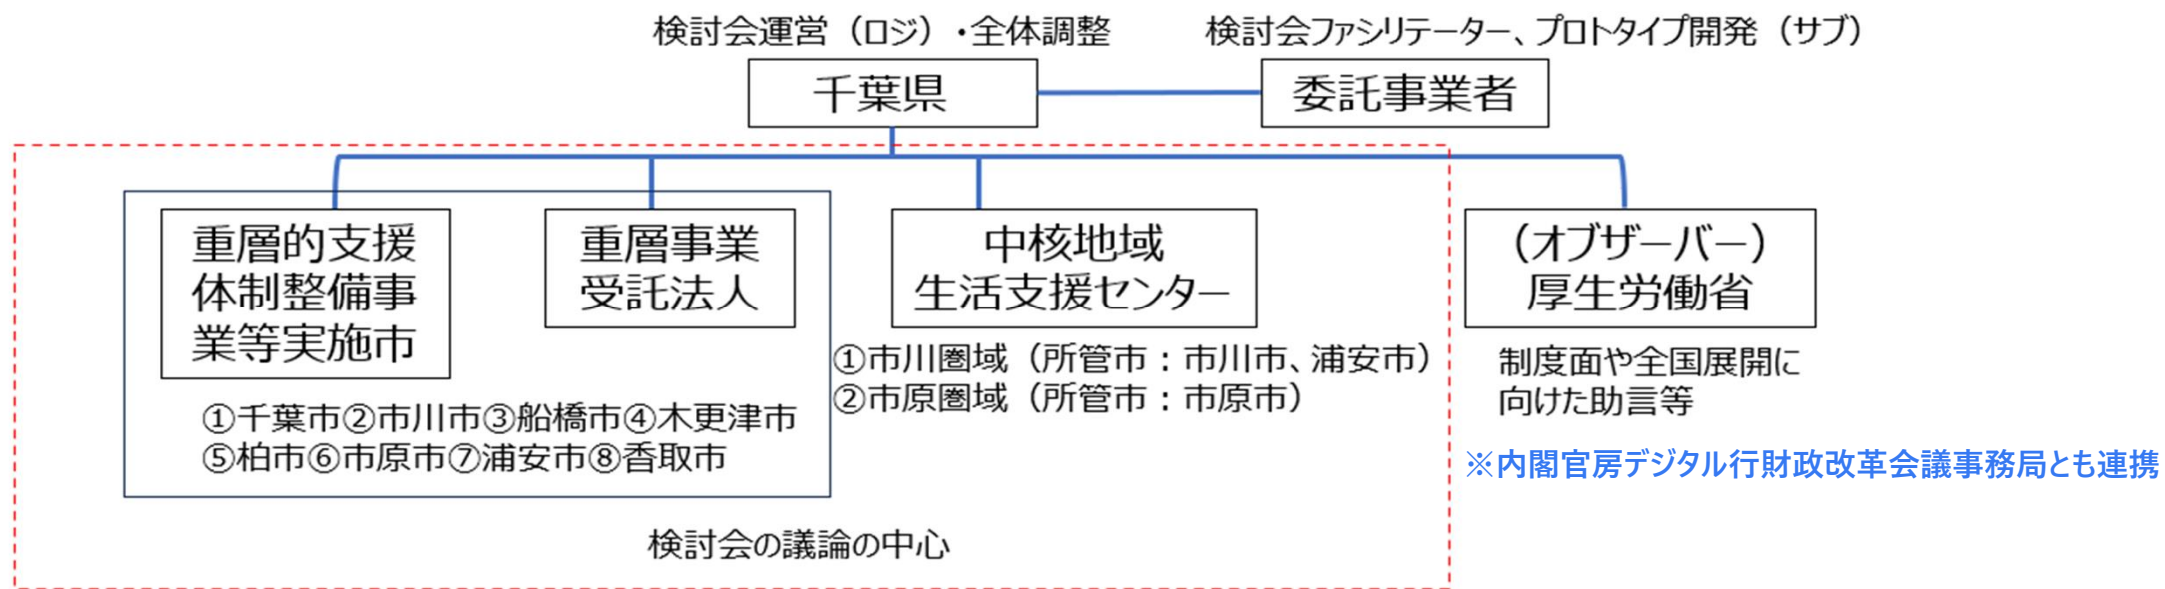 検討会運営（ロジ）・全体調整
検討会ファシリテーター、プロトタイプ開発（サブ）
千葉県
委託事業者
重層的支援
体制整備事
業等実施市
重層事業
受託法人
中核地域
生活支援センター
（オブザーバー）
厚生労働省
①市川圏域（所管市：市川市、浦安市）
②市原圏域（所管市：市原市）
制度面や全国展開に
向けた助言等
①千葉市②市川市③船橋市④木更津市
⑤柏市⑥市原市⑦浦安市⑧香取市
※内閣官房デジタル行財政改革会議事務局とも連携
検討会の議論の中心